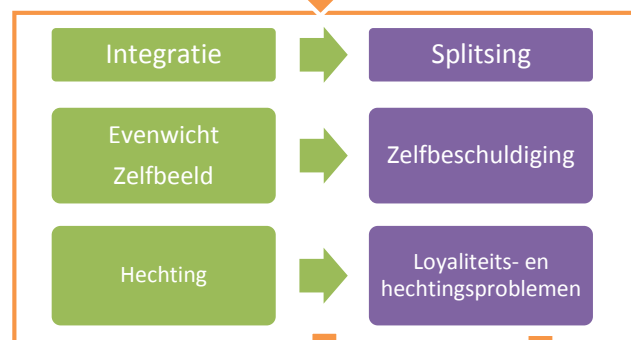 Integratie
Splitsing
Evenwicht
Zelfbeeld
Zelfbeschuldiging
Hechting
Loyaliteits- en
hechtingsproblemen